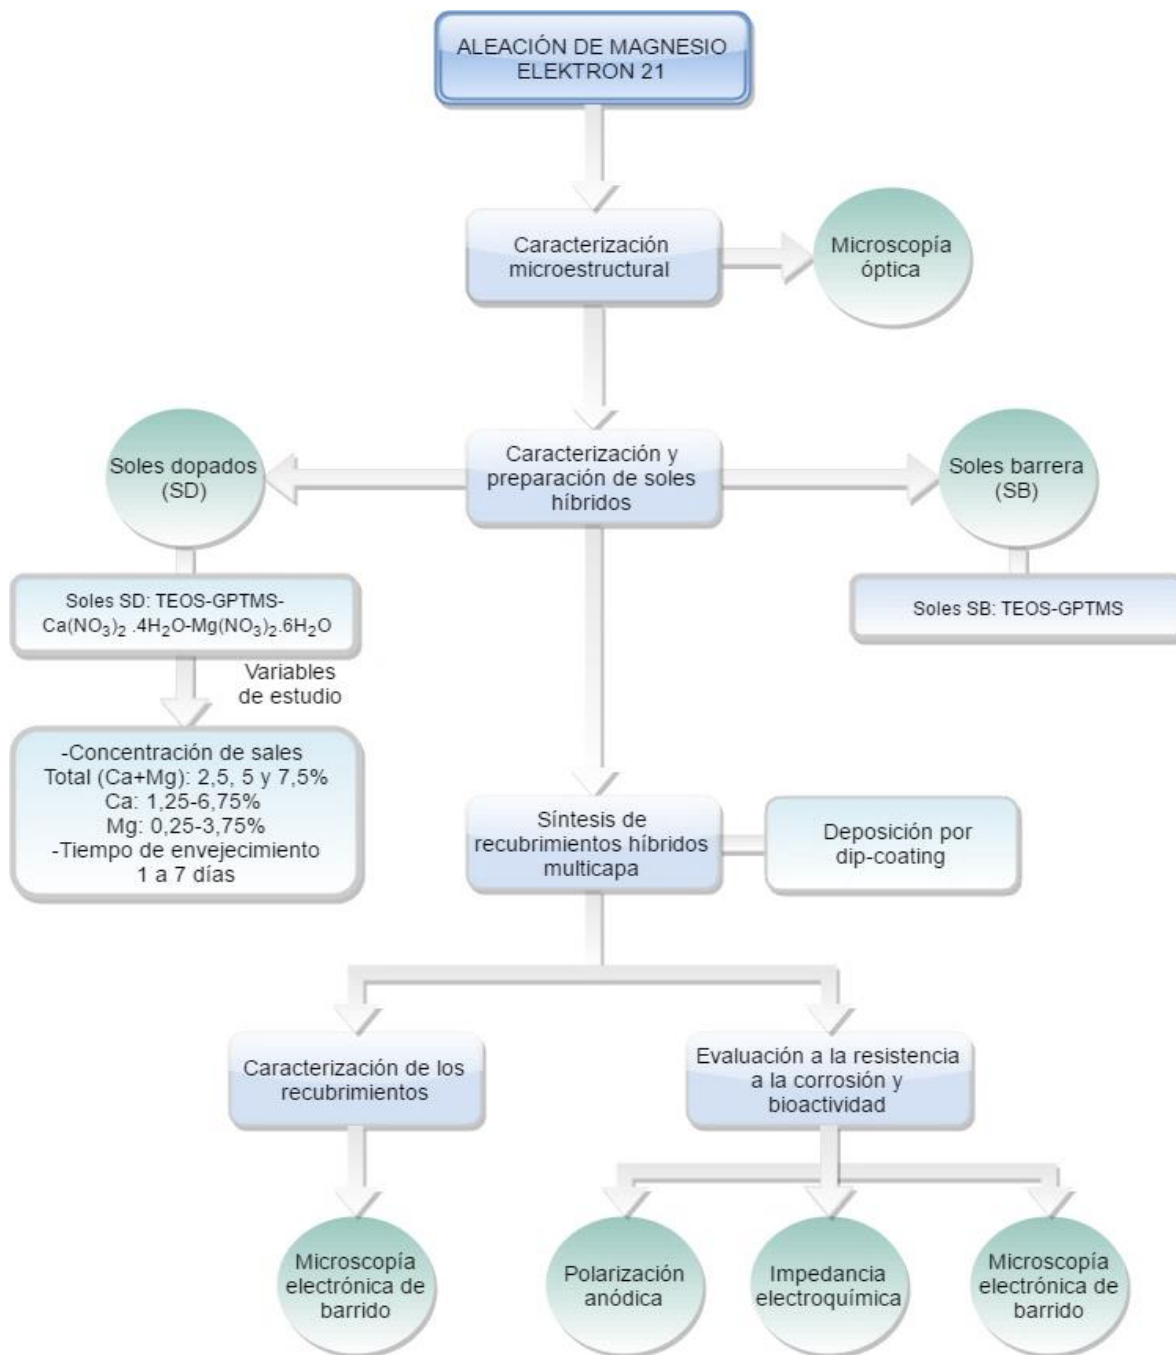 ALEACIÓN DE MAGNESIO
ELEKTRON 21
Caracterización
microestructural
Microscopía
óptica
Caracterización y
preparación de soles
híbridos
Soles dopados
(SD)
Soles barrera
(SB)
Soles SD: TEOS-GPTMS-
Ca(NO₃)₂ .4H₂O-Mg(NO₃)₂.6H₂O
Soles SB: TEOS-GPTMS
Variables
de estudio
-Concentración de sales
Total (Ca+Mg): 2,5, 5 y 7,5%
Ca: 1,25-6,75%
Mg: 0,25-3,75%
-Tiempo de envejecimiento
1 a 7 días
Síntesis de
recubrimientos híbridos
multicapa
Deposición por
dip-coating
Caracterización de los
recubrimientos
Evaluación a la resistencia
a la corrosión y
bioactividad
Microscopía
electrónica de
barrido
Polarización
anódica
Impedancia
electroquímica
Microscopía
electrónica de
barrido